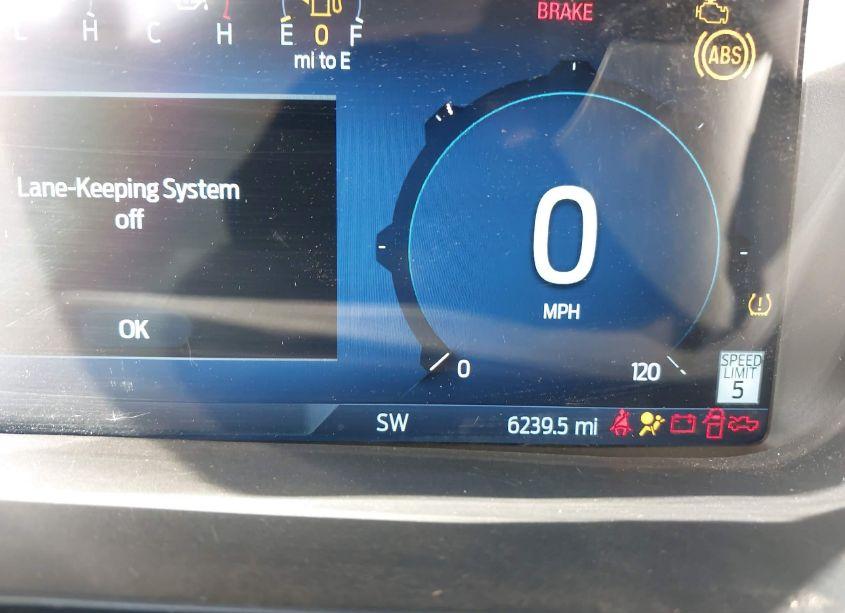 BRAKE
H
C
H
E
0
F
mi to E
ABS
Lane-Keeping System
off
OK
0
MPH
0
120
SPEED
LIMIT
5
SW
6239.5 mi